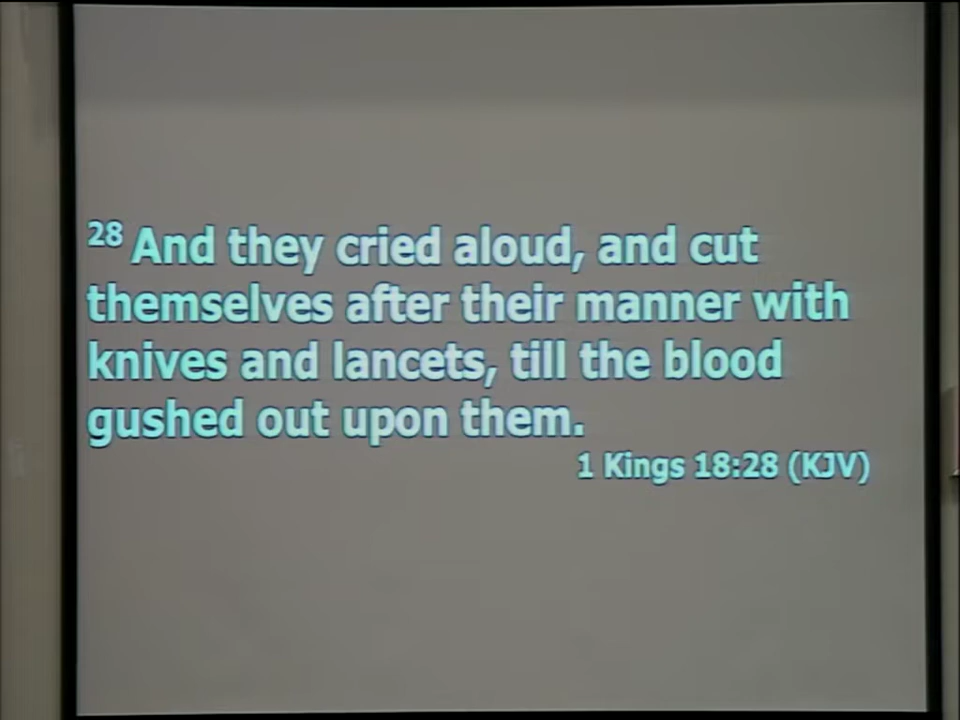 28 And they cried aloud, and cut
themselves after their manner with
knives and lancets, till the blood
gushed out upon them.
1 Kings 18:28 (KJV)